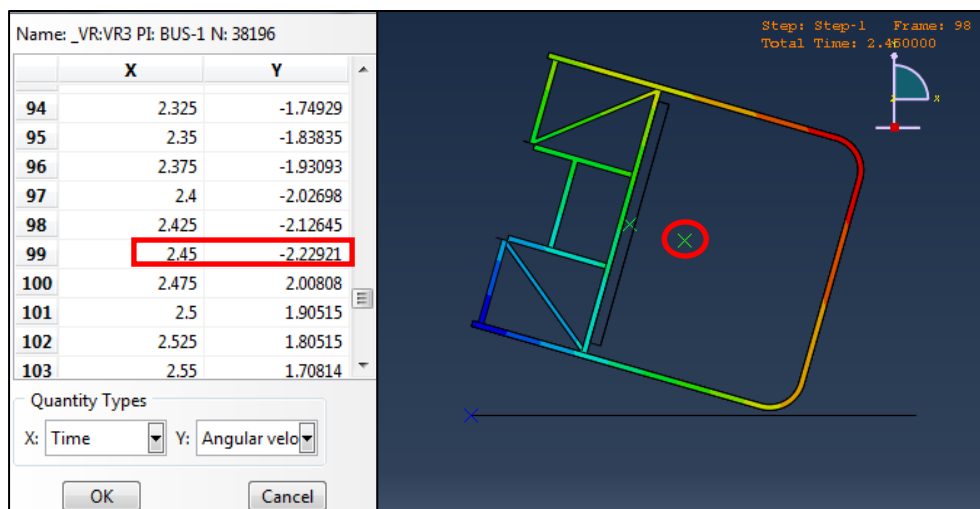 Name: _VR:VR3 PI: BUS-1 N: 38196
X Y
94 2.325 -1.74929
95 2.35 -1.83835
96 2.375 -1.93093
97 2.4 -2.02698
98 2.425 -2.12645
99 2.45 -2.22921
100 2.475 2.00808
101 2.5 1.90515
102 2.525 1.80515
103 2.55 1.70814
Quantity Types
X: Time Y: Angular velo
OK Cancel
Step: Step-1 Frame: 98
Total Time: 2.450000
Y
X
Z